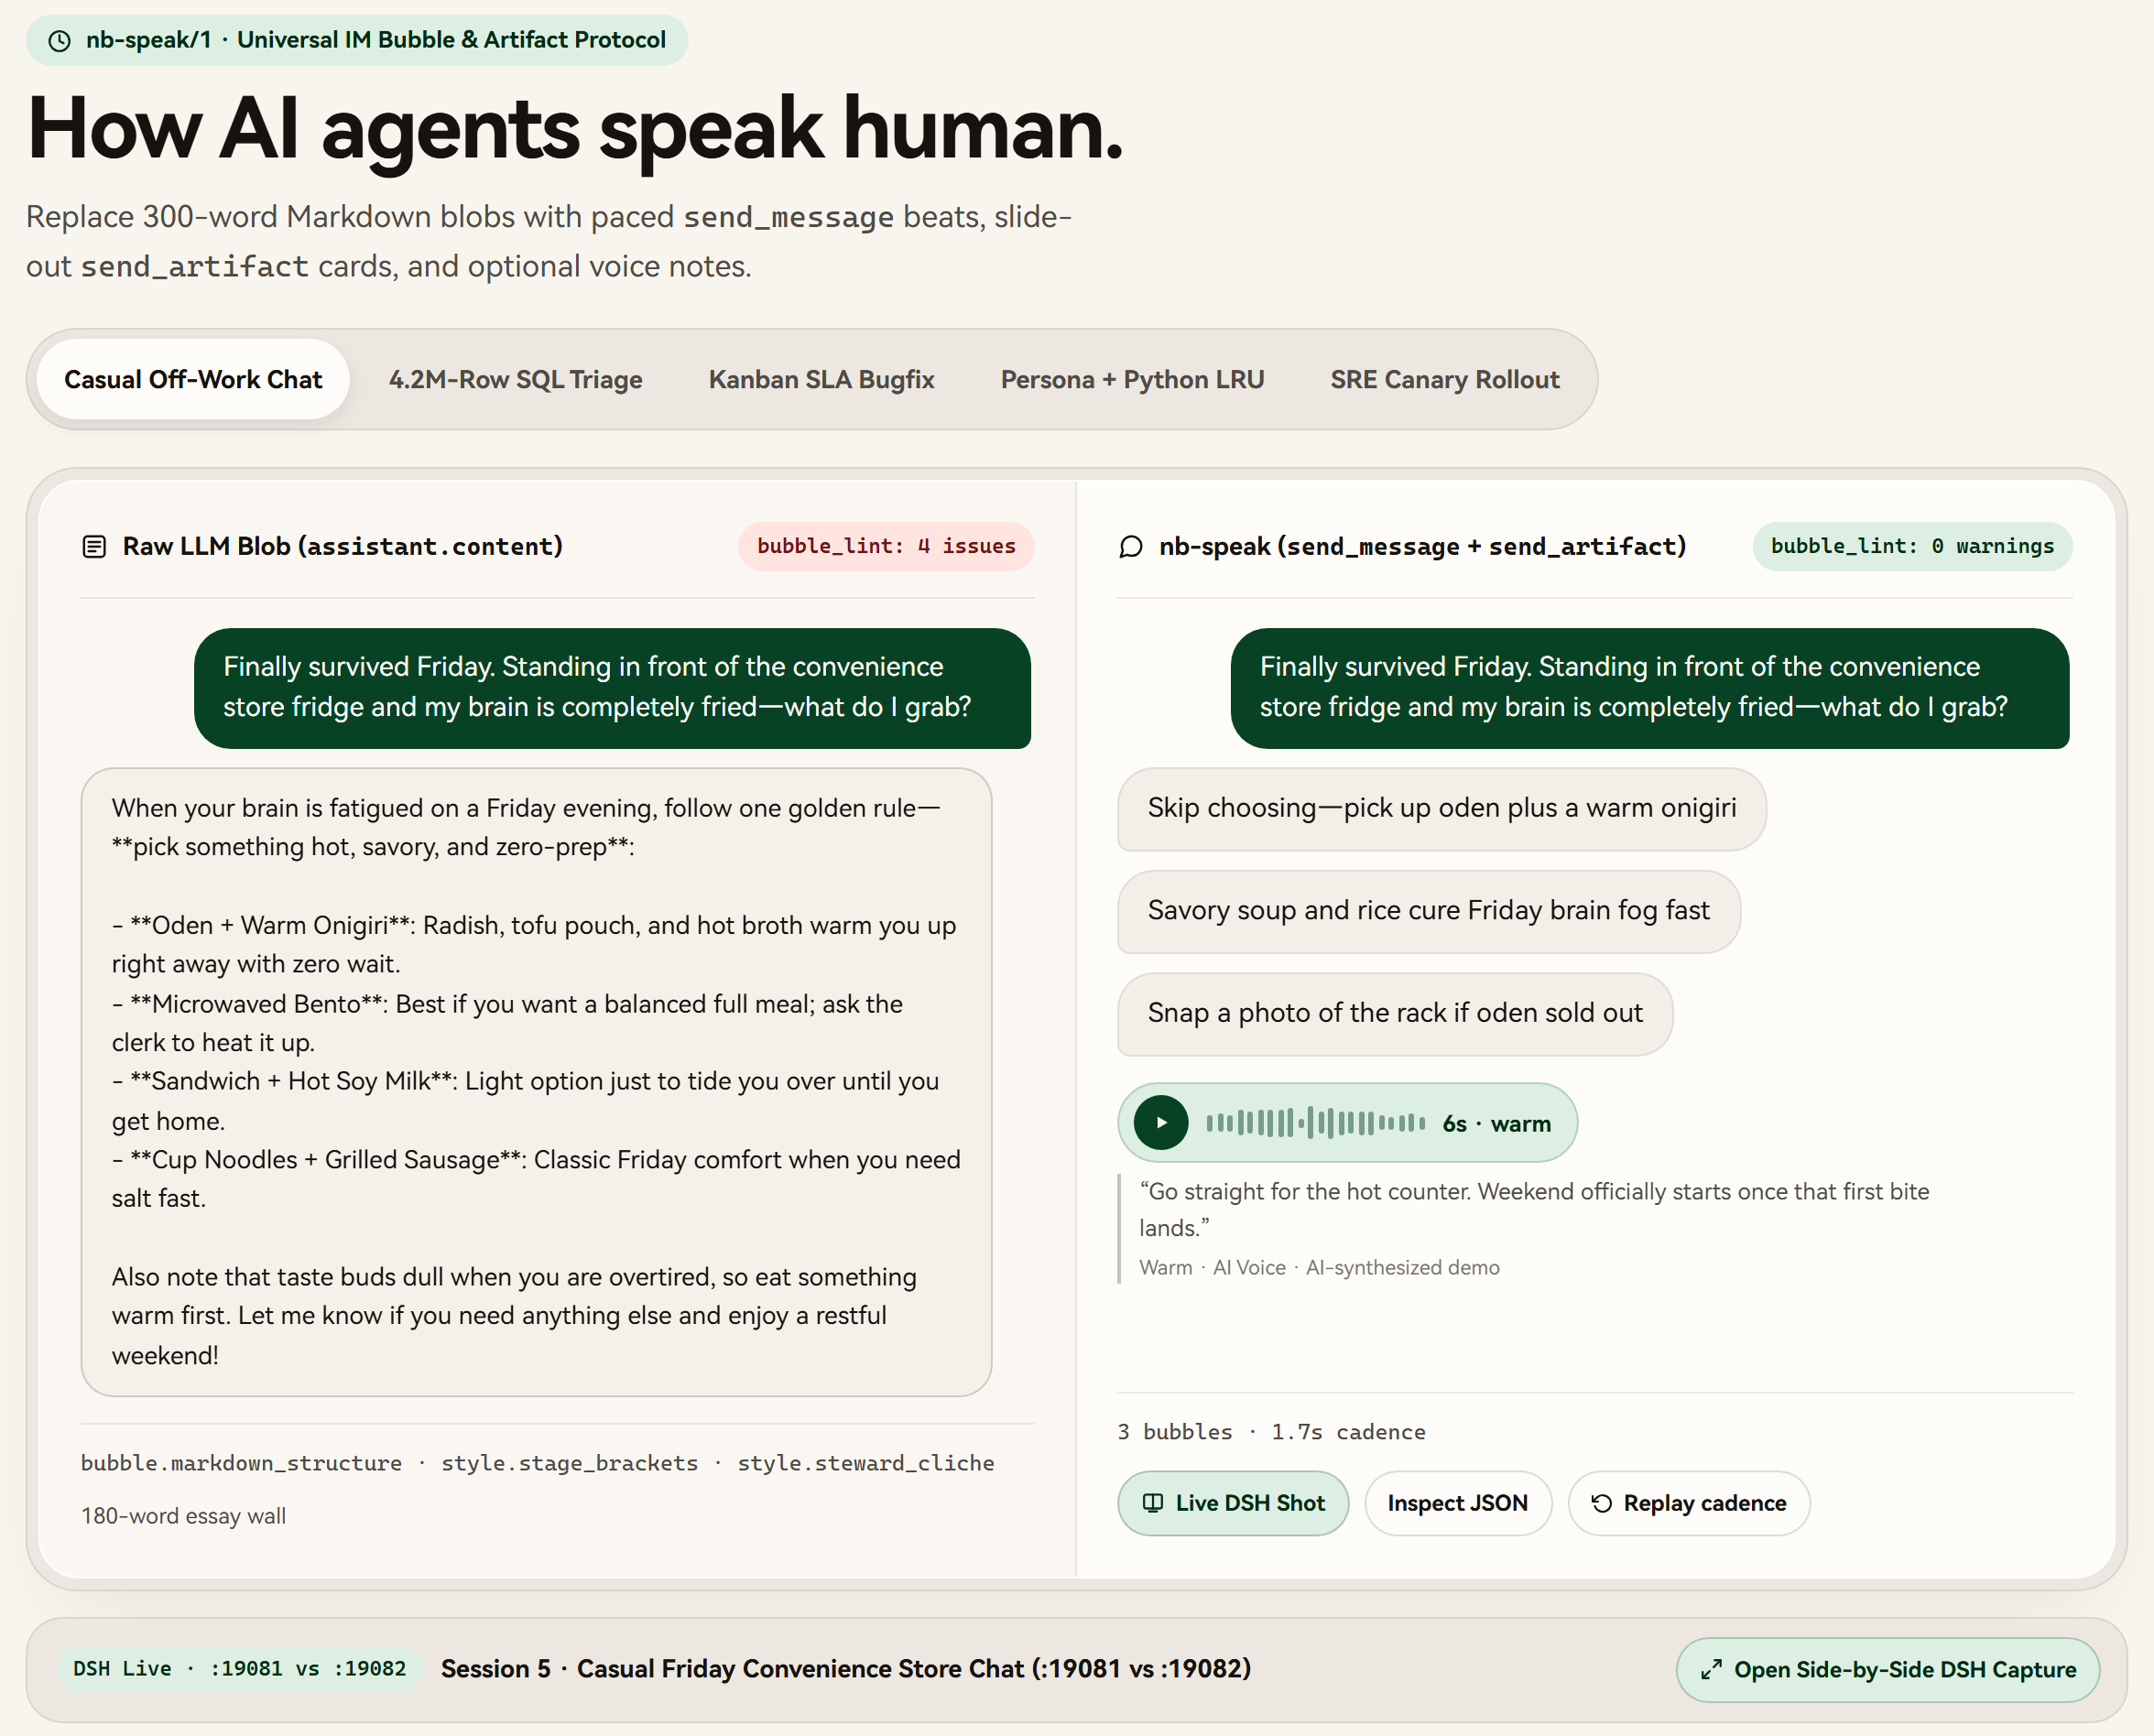 nb-speak/1 · Universal IM Bubble & Artifact Protocol
How AI agents speak human.
Replace 300-word Markdown blobs with paced send_message beats, slide-
out send_artifact cards, and optional voice notes.
Casual Off-Work Chat
4.2M-Row SQL Triage
Kanban SLA Bugfix
Persona + Python LRU
SRE Canary Rollout
Raw LLM Blob (assistant.content)
bubble_lint: 4 issues
Finally survived Friday. Standing in front of the convenience
store fridge and my brain is completely fried—what do I grab?
When your brain is fatigued on a Friday evening, follow one golden rule—
**pick something hot, savory, and zero-prep**:
- **Oden + Warm Onigiri**: Radish, tofu pouch, and hot broth warm you up
right away with zero wait.
- **Microwaved Bento**: Best if you want a balanced full meal; ask the
clerk to heat it up.
- **Sandwich + Hot Soy Milk**: Light option just to tide you over until you
get home.
- **Cup Noodles + Grilled Sausage**: Classic Friday comfort when you need
salt fast.
Also note that taste buds dull when you are overtired, so eat something
warm first. Let me know if you need anything else and enjoy a restful
weekend!
bubble.markdown_structure · style.stage_brackets · style.steward_cliche
180-word essay wall
nb-speak (send_message + send_artifact)
bubble_lint: 0 warnings
Finally survived Friday. Standing in front of the convenience
store fridge and my brain is completely fried—what do I grab?
Skip choosing—pick up oden plus a warm onigiri
Savory soup and rice cure Friday brain fog fast
Snap a photo of the rack if oden sold out
6s · warm
“Go straight for the hot counter. Weekend officially starts once that first bite
lands.”
Warm · AI Voice · AI-synthesized demo
3 bubbles · 1.7s cadence
Live DSH Shot
Inspect JSON
Replay cadence
DSH Live · :19081 vs :19082
Session 5 · Casual Friday Convenience Store Chat (:19081 vs :19082)
Open Side-by-Side DSH Capture